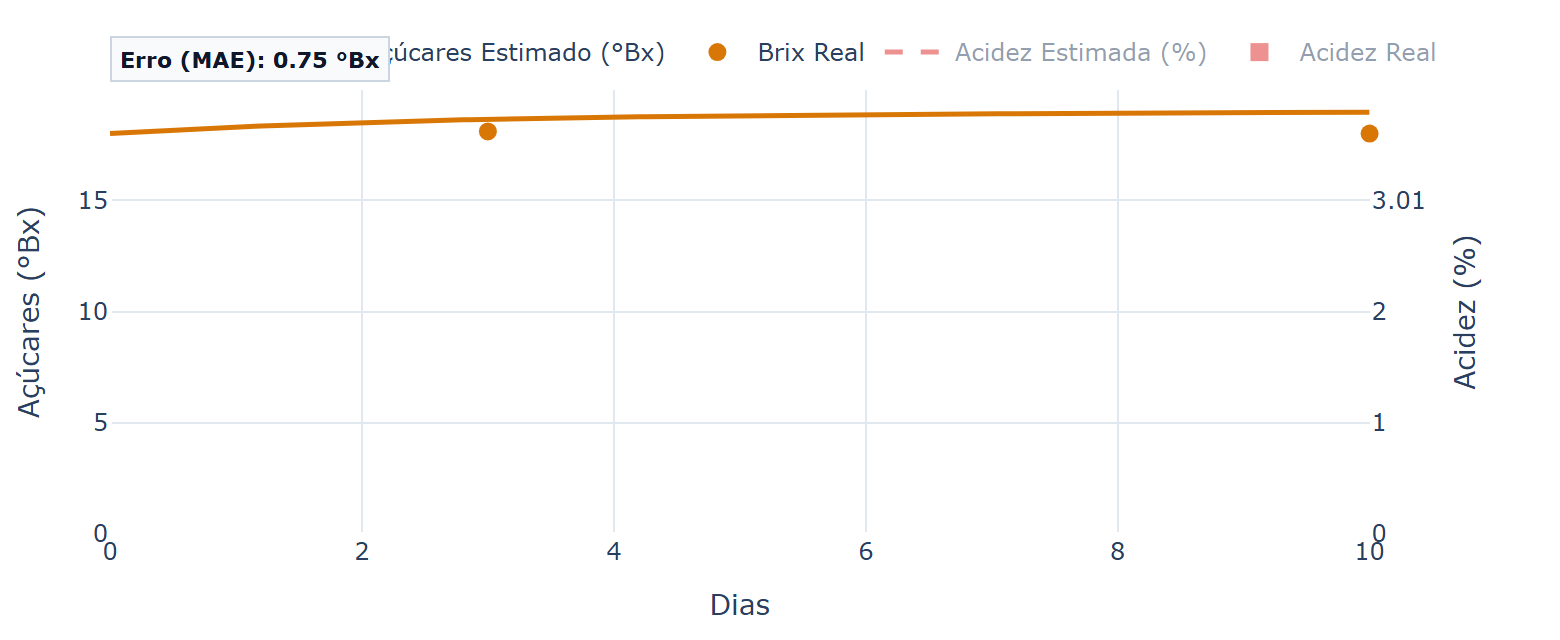 Erro (MAE): 0.75 °Bx
çúcares Estimado (°Bx)
Brix Real
Acidez Estimada (%)
Acidez Real
Açúcares (°Bx)
15
10
5
0
3.01
2
1
0
Acidez (%)
0
2
4
6
8
10
Dias